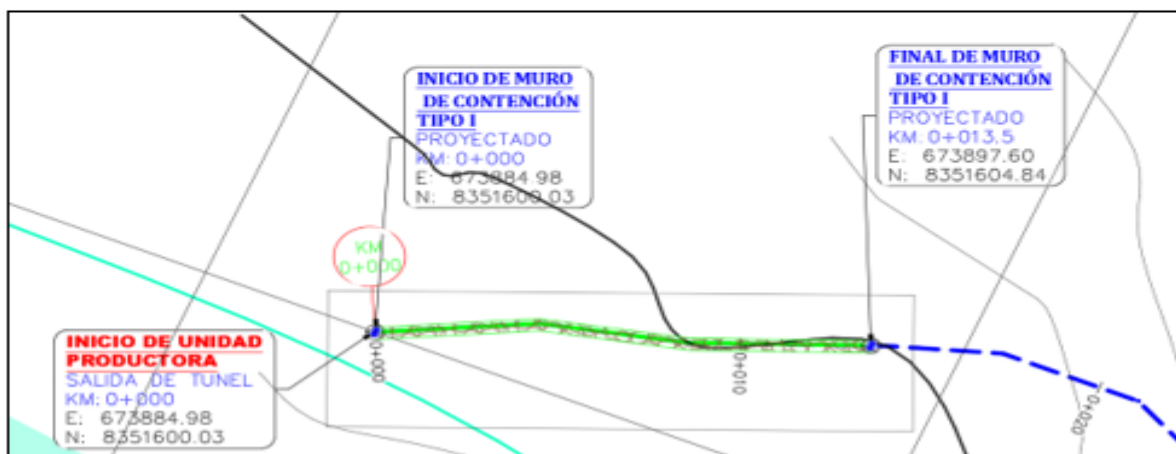 INICIO DE MURO
DE CONTENCIÓN
TIPO I
PROYECTADO
KM: 0+000
E: 673884.98
N: 8351600.03
FINAL DE MURO
DE CONTENCIÓN
TIPO I
PROYECTADO
KM: 0+013,5
E: 673897.60
N: 8351604.84
KM
0+000
INICIO DE UNIDAD
PRODUCTORA
SALIDA DE TUNEL
KM: 0+000
E: 673884.98
N: 8351600.03
0+000
0+010
0+020